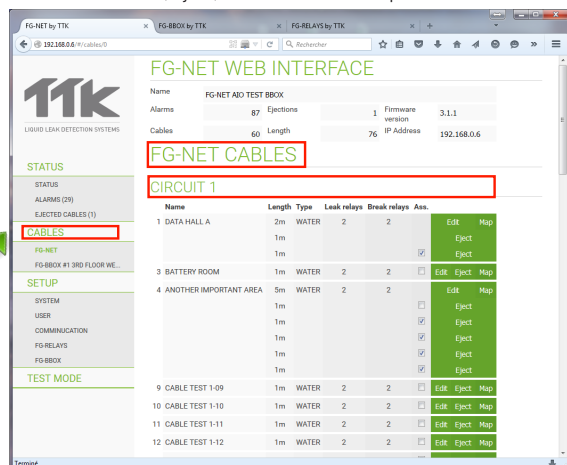 FG-NET by TTK × FG-BBOX by TTK × FG-RELAYS by TTK × +
192.168.0.6/#/cables/0 Rechercher
TTK
LIQUID LEAK DETECTION SYSTEMS
STATUS
STATUS
ALARMS (29)
EJECTED CABLES (1)
CABLES
FG-NET
FG-BBOX #1 3RD FLOOR WE...
SETUP
SYSTEM
USER
COMMINUCATION
FG-RELAYS
FG-BBOX
TEST MODE
FG-NET WEB INTERFACE
Name FG-NET AIO TEST BBOX
Alarms 87 Ejections 1 Firmware version 3.1.1
Cables 60 Length 76 IP Address 192.168.0.6
FG-NET CABLES
CIRCUIT 1
Name Length Type Leak relays Break relays Ass.
1 DATA HALL A 2m WATER 2 2 Edit Map
1m Eject
1m Eject
3 BATTERY ROOM 1m WATER 2 2 Edit Eject Map
4 ANOTHER IMPORTANT AREA 5m WATER 2 2 Edit Map
1m Eject
1m Eject
1m Eject
1m Eject
1m Eject
9 CABLE TEST 1-09 1m WATER 2 2 Edit Eject Map
10 CABLE TEST 1-10 1m WATER 2 2 Edit Eject Map
11 CABLE TEST 1-11 1m WATER 2 2 Edit Eject Map
12 CABLE TEST 1-12 1m WATER 2 2 Edit Eject Map
Terminé